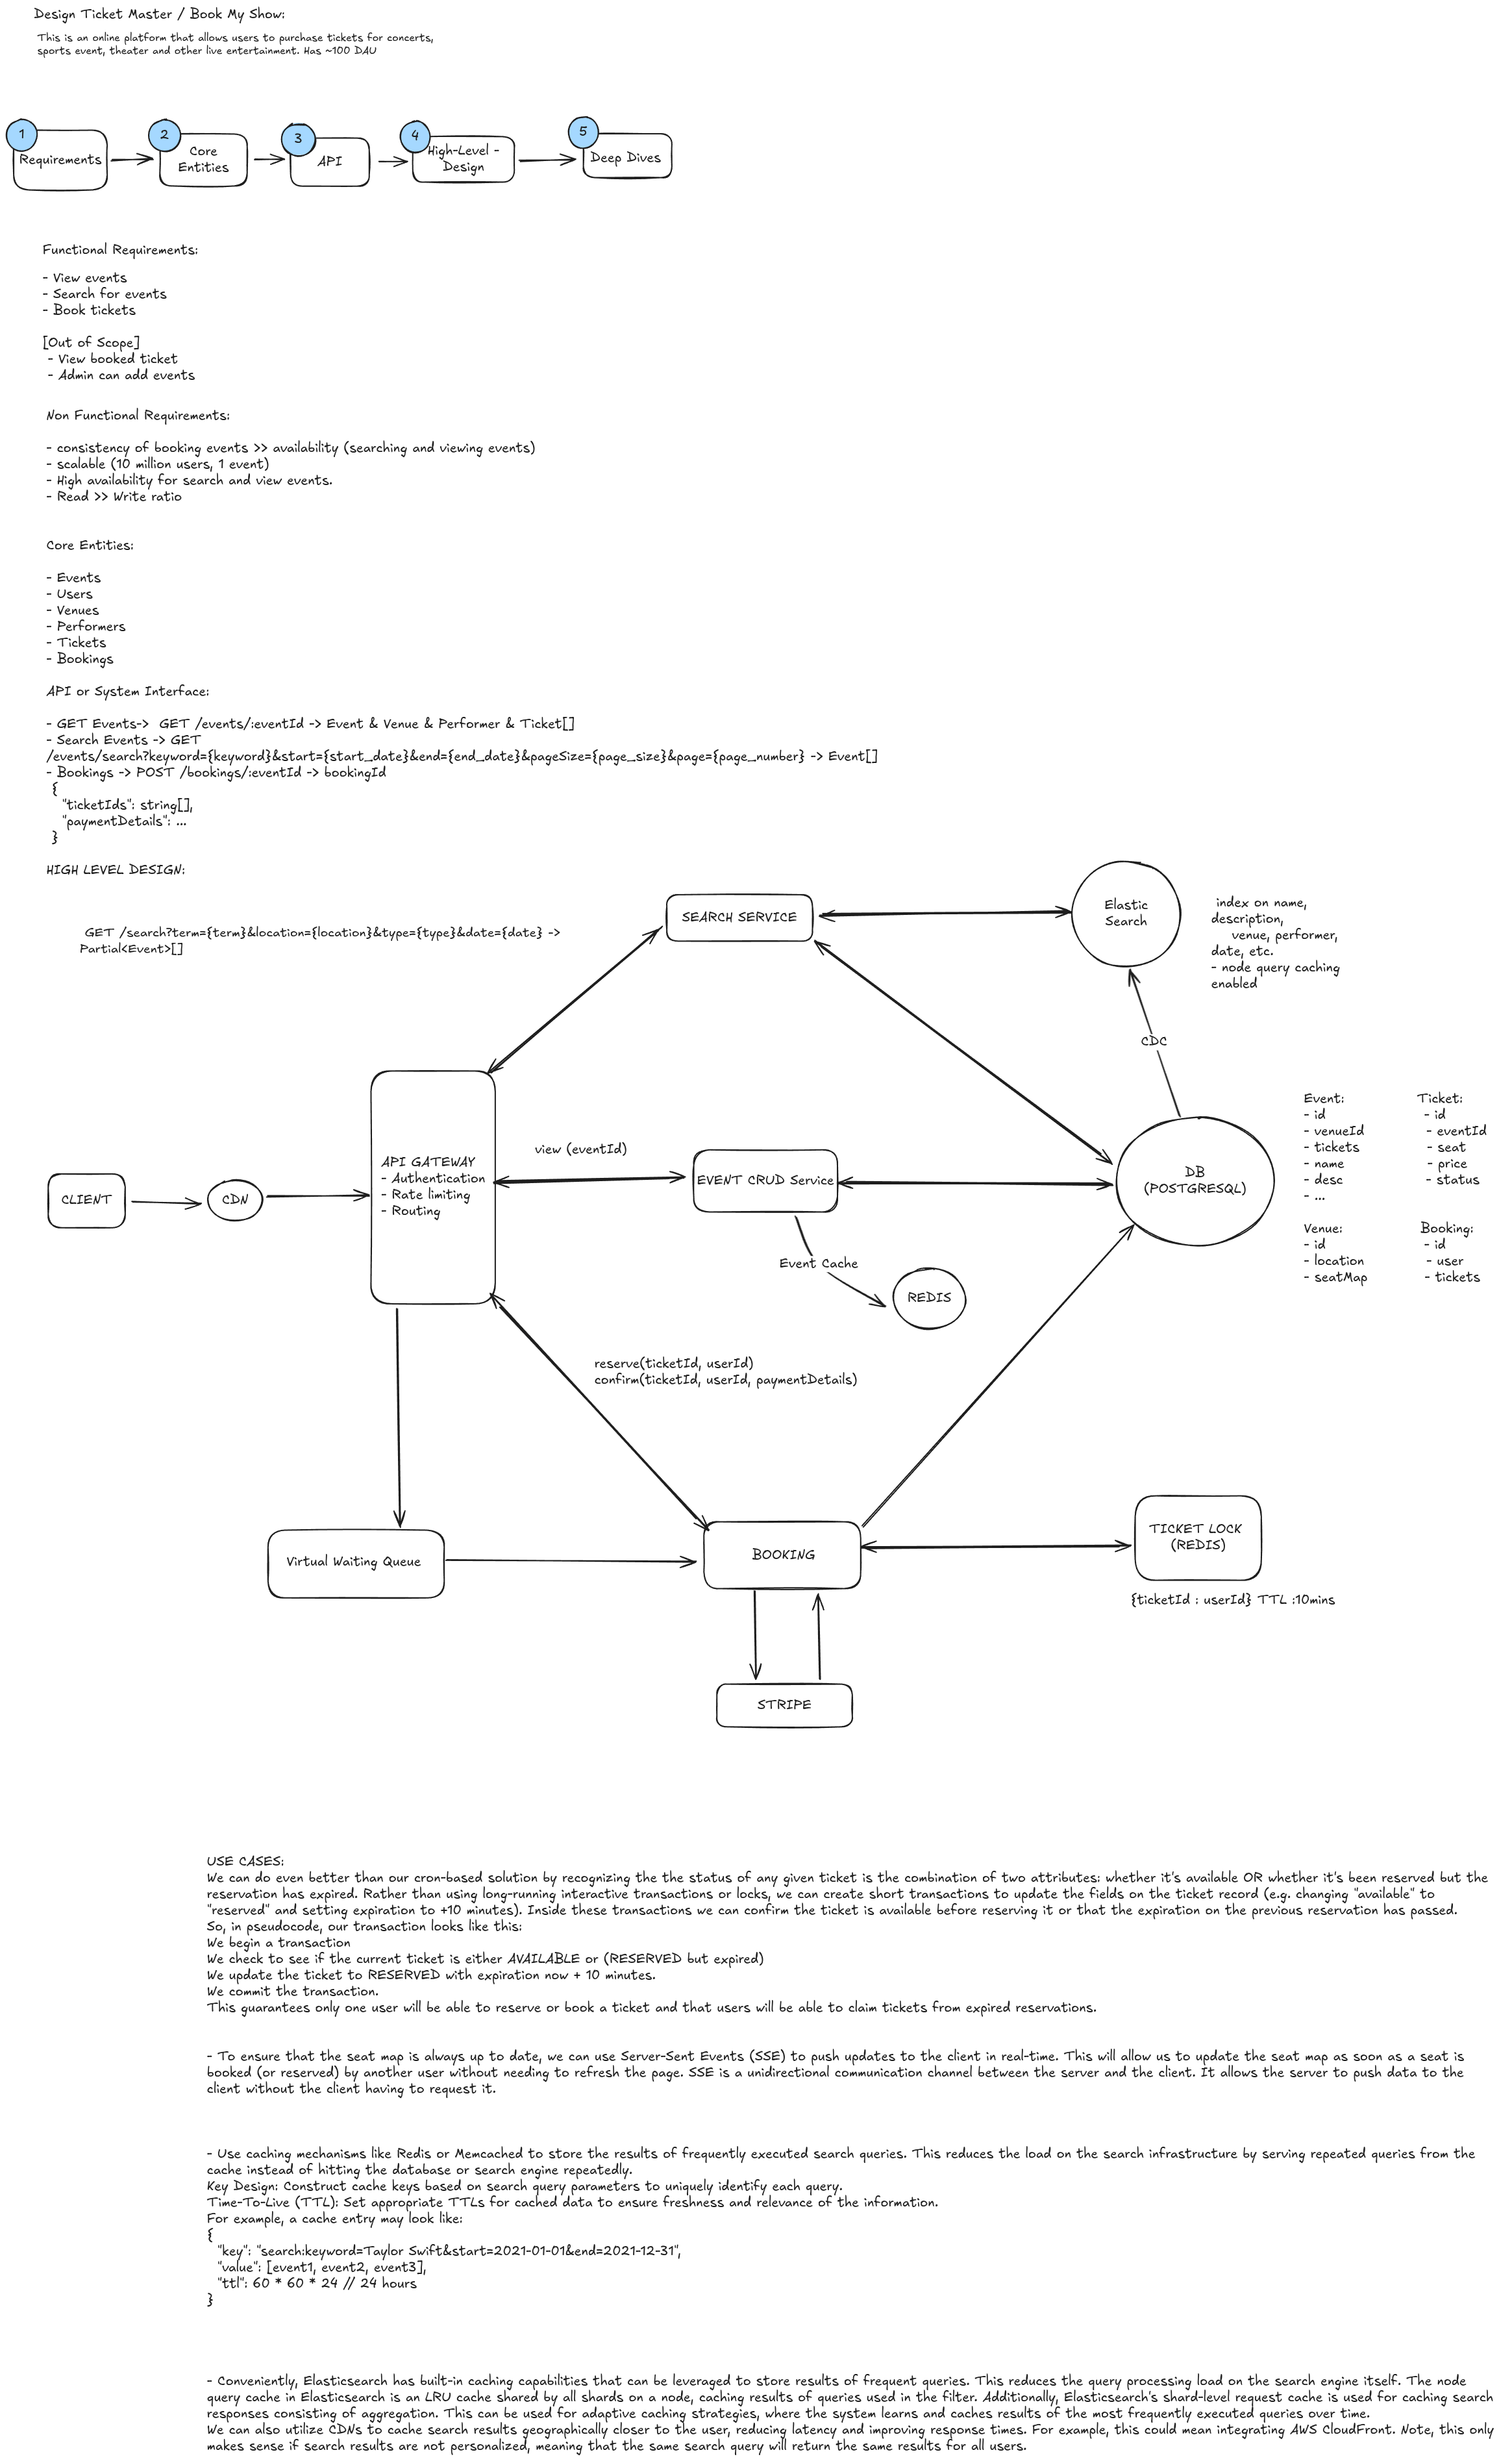 Design Ticket Master / Book My Show:
This is an online platform that allows users to purchase tickets for concerts,
sports event, theater and other live entertainment. Has ~100 DAU
1
Requirements
2
Core
Entities
3
API
4
High-Level -
Design
5
Deep Dives
Functional Requirements:
- View events
- Search for events
- Book tickets
[Out of Scope]
- View booked ticket
- Admin can add events
Non Functional Requirements:
- consistency of booking events >> availability (searching and viewing events)
- scalable (10 million users, 1 event)
- High availability for search and view events.
- Read >> Write ratio
Core Entities:
- Events
- Users
- Venues
- Performers
- Tickets
- Bookings
API or System Interface:
- GET Events-> GET /events/:eventId -> Event & Venue & Performer & Ticket[]
- Search Events -> GET
/events/search?keyword={keyword}&start={start_date}&end={end_date}&pageSize={page_size}&page={page_number} -> Event[]
- Bookings -> POST /bookings/:eventId -> bookingId
{
"ticketIds": string[],
"paymentDetails": ...
}
HIGH LEVEL DESIGN:
GET /search?term={term}&location={location}&type={type}&date={date} ->
Partial<Event>[]
SEARCH SERVICE
Elastic
Search
index on name,
description,
venue, performer,
date, etc.
- node query caching
enabled
CDC
CLIENT
CDN
API GATEWAY
- Authentication
- Rate limiting
- Routing
view (eventId)
EVENT CRUD Service
Event Cache
REDIS
DB
(POSTGRESQL)
Event:
- id
- venueId
- tickets
- name
- desc
- ...
Ticket:
- id
- eventId
- seat
- price
- status
Venue:
- id
- location
- seatMap
Booking:
- id
- user
- tickets
reserve(ticketId, userId)
confirm(ticketId, userId, paymentDetails)
Virtual Waiting Queue
BOOKING
TICKET LOCK
(REDIS)
{ticketId : userId} TTL :10mins
STRIPE
USE CASES:
We can do even better than our cron-based solution by recognizing the the status of any given ticket is the combination of two attributes: whether it's available OR whether it's been reserved but the
reservation has expired. Rather than using long-running interactive transactions or locks, we can create short transactions to update the fields on the ticket record (e.g. changing "available" to
"reserved" and setting expiration to +10 minutes). Inside these transactions we can confirm the ticket is available before reserving it or that the expiration on the previous reservation has passed.
So, in pseudocode, our transaction looks like this:
We begin a transaction
We check to see if the current ticket is either AVAILABLE or (RESERVED but expired)
We update the ticket to RESERVED with expiration now + 10 minutes.
We commit the transaction.
This guarantees only one user will be able to reserve or book a ticket and that users will be able to claim tickets from expired reservations.
- To ensure that the seat map is always up to date, we can use Server-Sent Events (SSE) to push updates to the client in real-time. This will allow us to update the seat map as soon as a seat is
booked (or reserved) by another user without needing to refresh the page. SSE is a unidirectional communication channel between the server and the client. It allows the server to push data to the
client without the client having to request it.
- Use caching mechanisms like Redis or Memcached to store the results of frequently executed search queries. This reduces the load on the search infrastructure by serving repeated queries from the
cache instead of hitting the database or search engine repeatedly.
Key Design: Construct cache keys based on search query parameters to uniquely identify each query.
Time-To-Live (TTL): Set appropriate TTLs for cached data to ensure freshness and relevance of the information.
For example, a cache entry may look like:
{
"key": "search:keyword=Taylor Swift&start=2021-01-01&end=2021-12-31",
"value": [event1, event2, event3],
"ttl": 60 * 60 * 24 // 24 hours
}
- Conveniently, Elasticsearch has built-in caching capabilities that can be leveraged to store results of frequent queries. This reduces the query processing load on the search engine itself. The node
query cache in Elasticsearch is an LRU cache shared by all shards on a node, caching results of queries used in the filter. Additionally, Elasticsearch's shard-level request cache is used for caching search
responses consisting of aggregation. This can be used for adaptive caching strategies, where the system learns and caches results of the most frequently executed queries over time.
We can also utilize CDNs to cache search results geographically closer to the user, reducing latency and improving response times. For example, this could mean integrating AWS CloudFront. Note, this only
makes sense if search results are not personalized, meaning that the same search query will return the same results for all users.